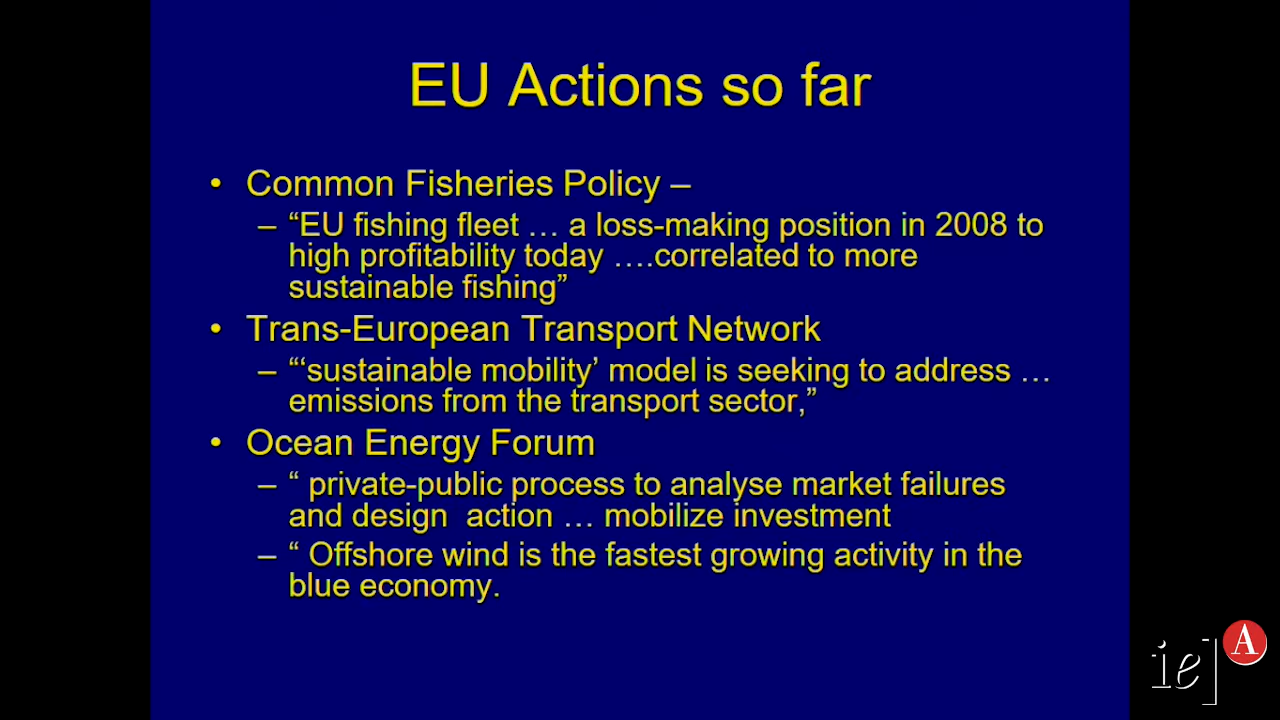 EU Actions so far
• Common Fisheries Policy –
– “EU fishing fleet … a loss-making position in 2008 to
high profitability today ….correlated to more
sustainable fishing”
• Trans-European Transport Network
– “‘sustainable mobility’ model is seeking to address …
emissions from the transport sector,”
• Ocean Energy Forum
– “ private-public process to analyse market failures
and design  action … mobilize investment
– “ Offshore wind is the fastest growing activity in the
blue economy.
ie] A